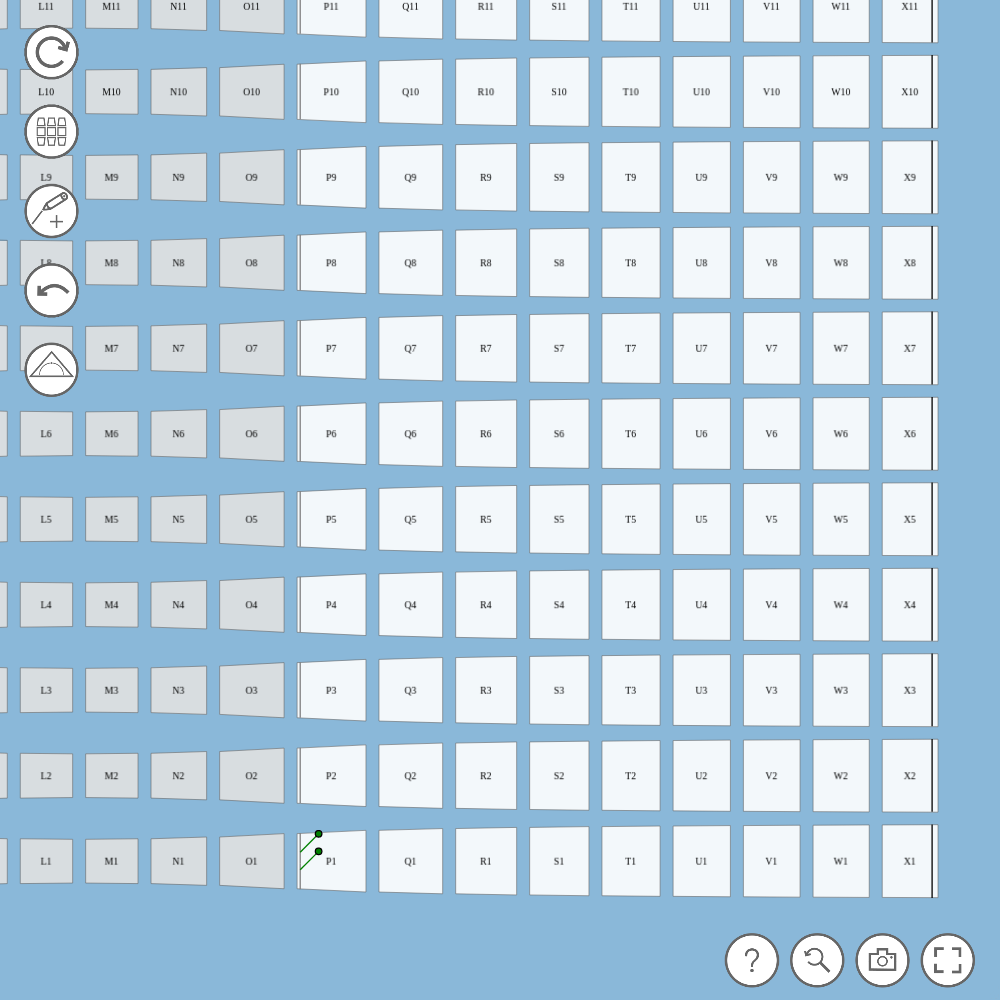 L11 M11 N11 O11 P11 Q11 R11 S11 T11 U11 V11 W11 X11
L10 M10 N10 O10 P10 Q10 R10 S10 T10 U10 V10 W10 X10
L9 M9 N9 O9 P9 Q9 R9 S9 T9 U9 V9 W9 X9
L8 M8 N8 O8 P8 Q8 R8 S8 T8 U8 V8 W8 X8
M7 N7 O7 P7 Q7 R7 S7 T7 U7 V7 W7 X7
L6 M6 N6 O6 P6 Q6 R6 S6 T6 U6 V6 W6 X6
L5 M5 N5 O5 P5 Q5 R5 S5 T5 U5 V5 W5 X5
L4 M4 N4 O4 P4 Q4 R4 S4 T4 U4 V4 W4 X4
L3 M3 N3 O3 P3 Q3 R3 S3 T3 U3 V3 W3 X3
L2 M2 N2 O2 P2 Q2 R2 S2 T2 U2 V2 W2 X2
L1 M1 N1 O1 P1 Q1 R1 S1 T1 U1 V1 W1 X1
?